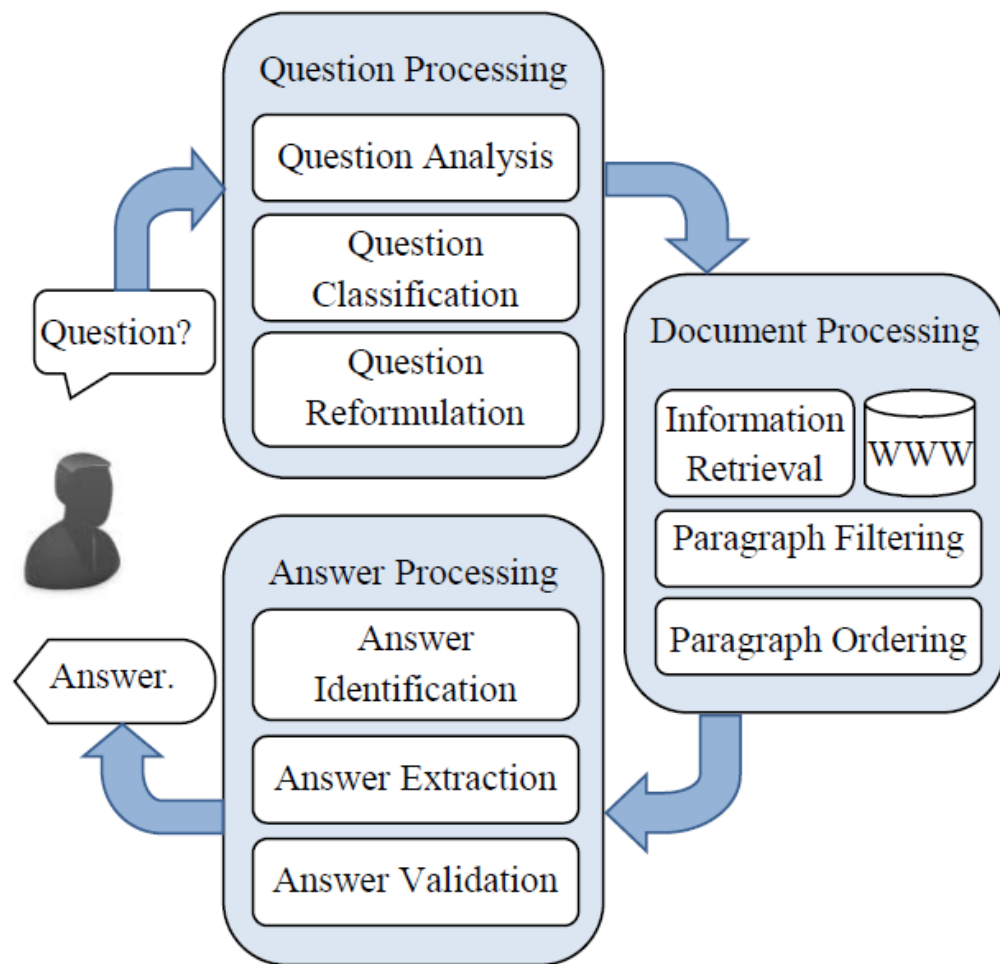 Question Processing
Question Analysis
Question
Classification
Question
Reformulation
Question?
Document Processing
Information
Retrieval
WWW
Paragraph Filtering
Paragraph Ordering
Answer Processing
Answer
Identification
Answer Extraction
Answer Validation
Answer.